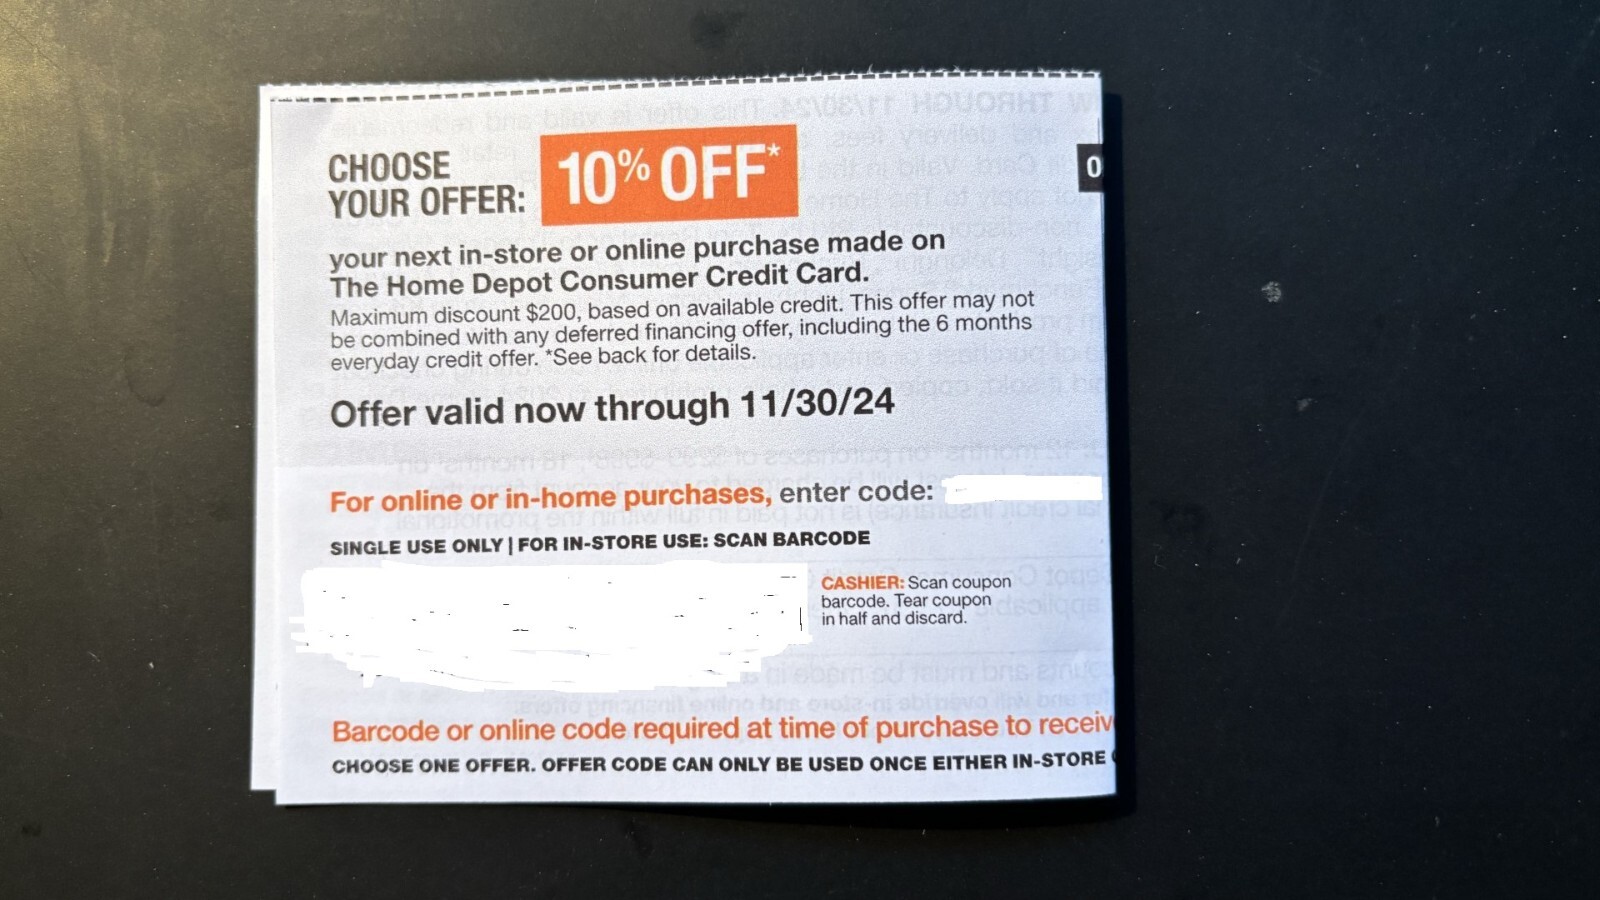 CHOOSE
YOUR OFFER:
10% OFF*
your next in-store or online purchase made on
The Home Depot Consumer Credit Card.
Maximum discount $200, based on available credit. This offer may not
be combined with any deferred financing offer, including the 6 months
everyday credit offer. *See back for details.
Offer valid now through 11/30/24
For online or in-home purchases, enter code:
SINGLE USE ONLY | FOR IN-STORE USE: SCAN BARCODE
CASHIER: Scan coupon
barcode. Tear coupon
in half and discard.
Barcode or online code required at time of purchase to receiv
CHOOSE ONE OFFER. OFFER CODE CAN ONLY BE USED ONCE EITHER IN-STORE